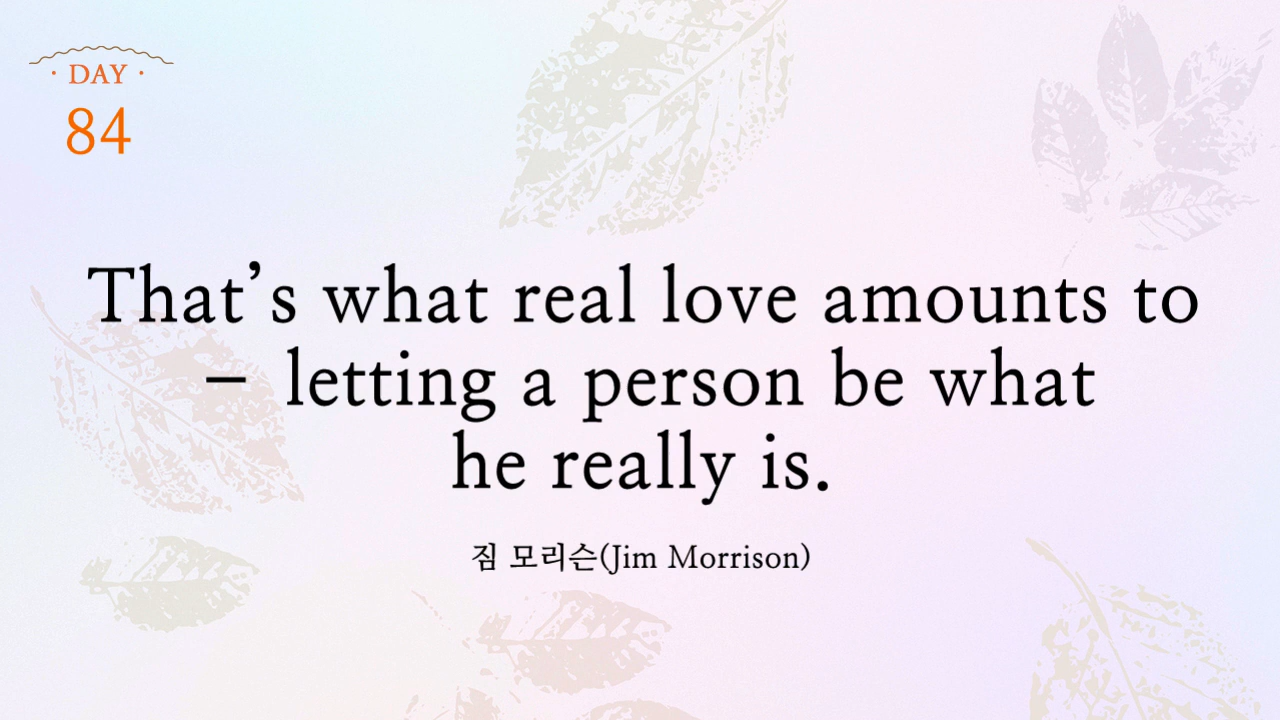 · DAY ·
84
That’s what real love amounts to
– letting a person be what
he really is.
짐 모리슨(Jim Morrison)